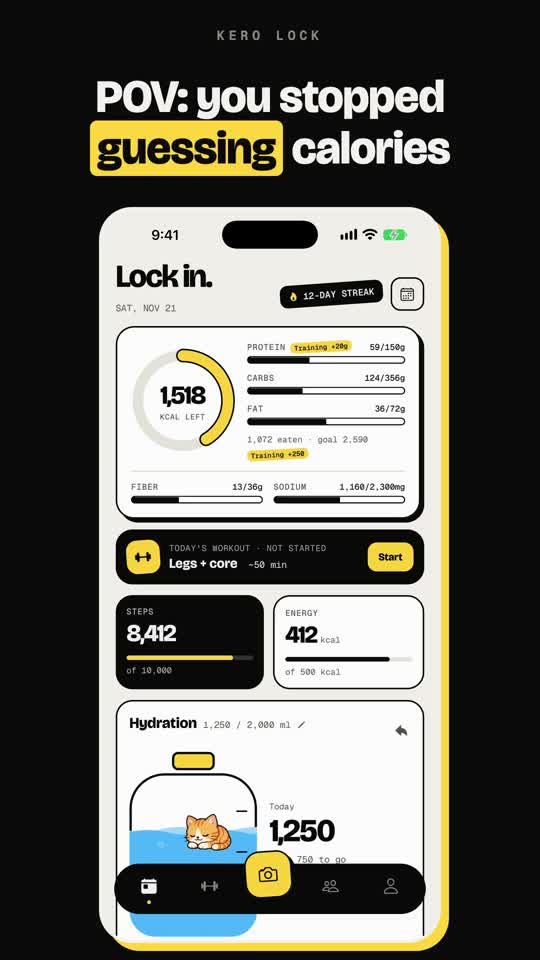 KERO LOCK
POV: you stopped
guessing calories
9:41
Lock in.
12-DAY STREAK
SAT, NOV 21
PROTEIN Training +20g 59/150g
CARBS 124/356g
FAT 36/72g
1,518
KCAL LEFT
1,072 eaten · goal 2,590
Training +250
FIBER 13/36g
SODIUM 1,160/2,300mg
TODAY'S WORKOUT · NOT STARTED
Legs + core ~50 min
Start
STEPS
8,412
of 10,000
ENERGY
412 kcal
of 500 kcal
Hydration 1,250 / 2,000 ml
Today
1,250
750 to go